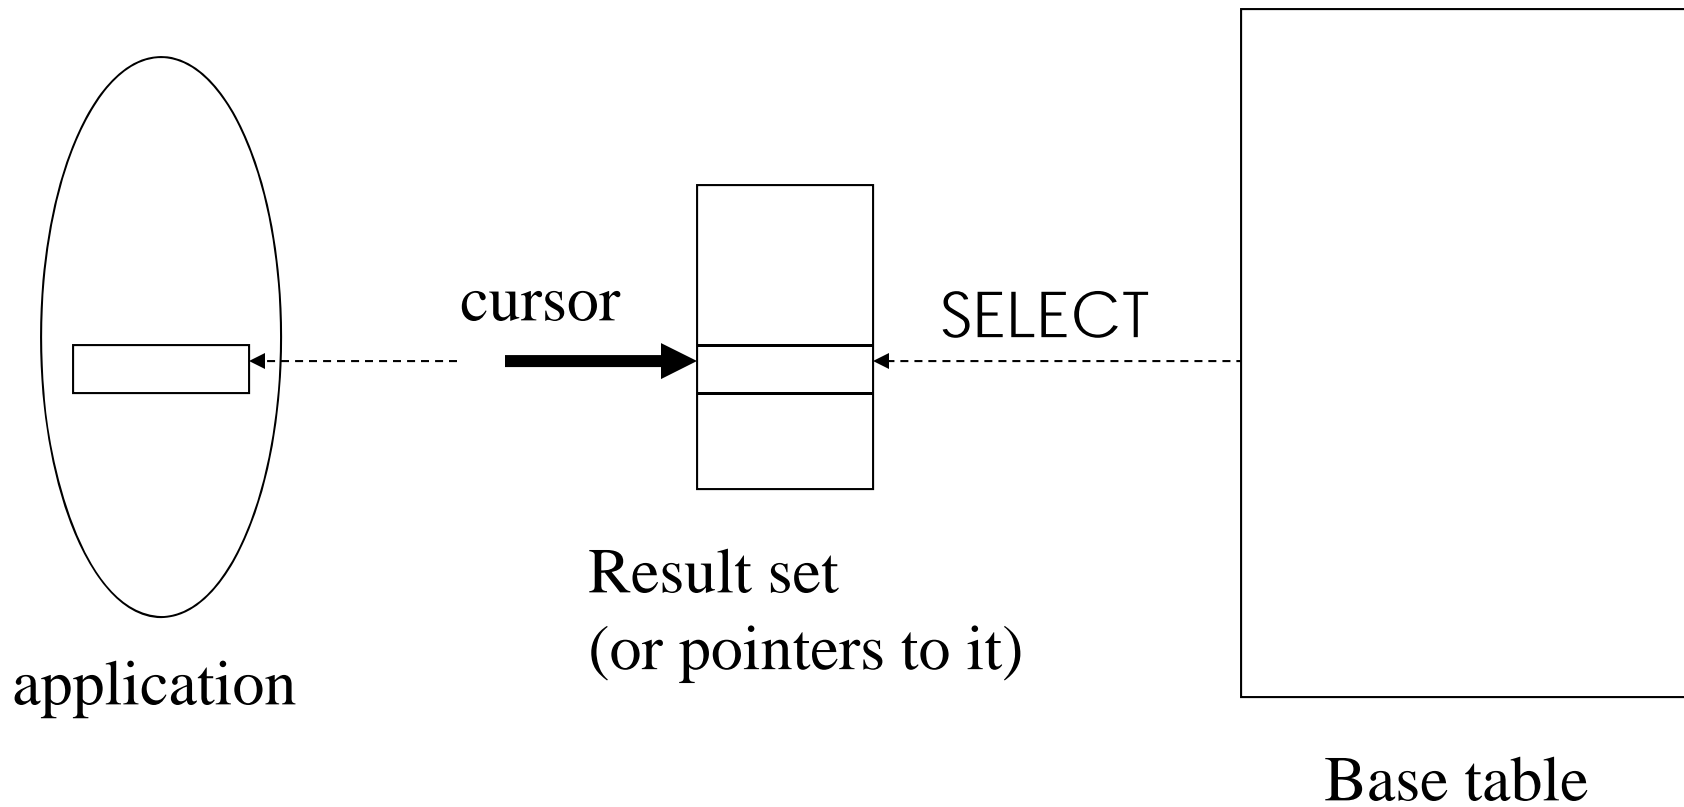 cursor
SELECT
Result set
(or pointers to it)
application
Base table